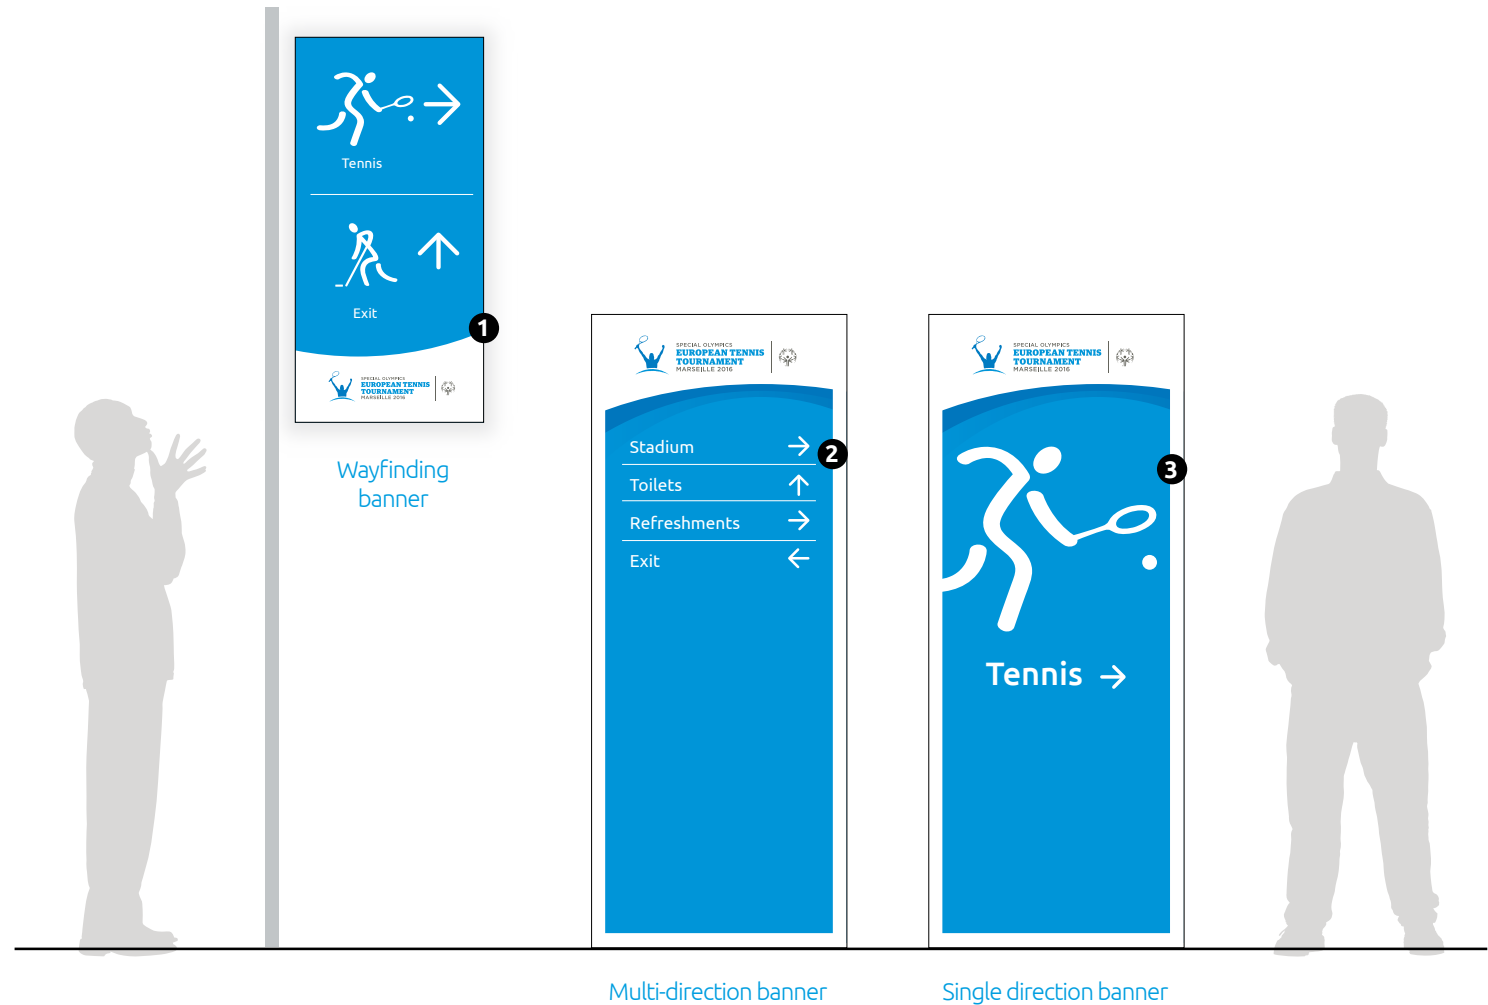 Tennis
Exit
1
SPECIAL OLYMPICS
EUROPEAN TENNIS
TOURNAMENT
MARSEILLE 2016
Wayfinding
banner
SPECIAL OLYMPICS
EUROPEAN TENNIS
TOURNAMENT
MARSEILLE 2016
Stadium
2
Toilets
Refreshments
Exit
Multi-direction banner
SPECIAL OLYMPICS
EUROPEAN TENNIS
TOURNAMENT
MARSEILLE 2016
3
Tennis
Single direction banner